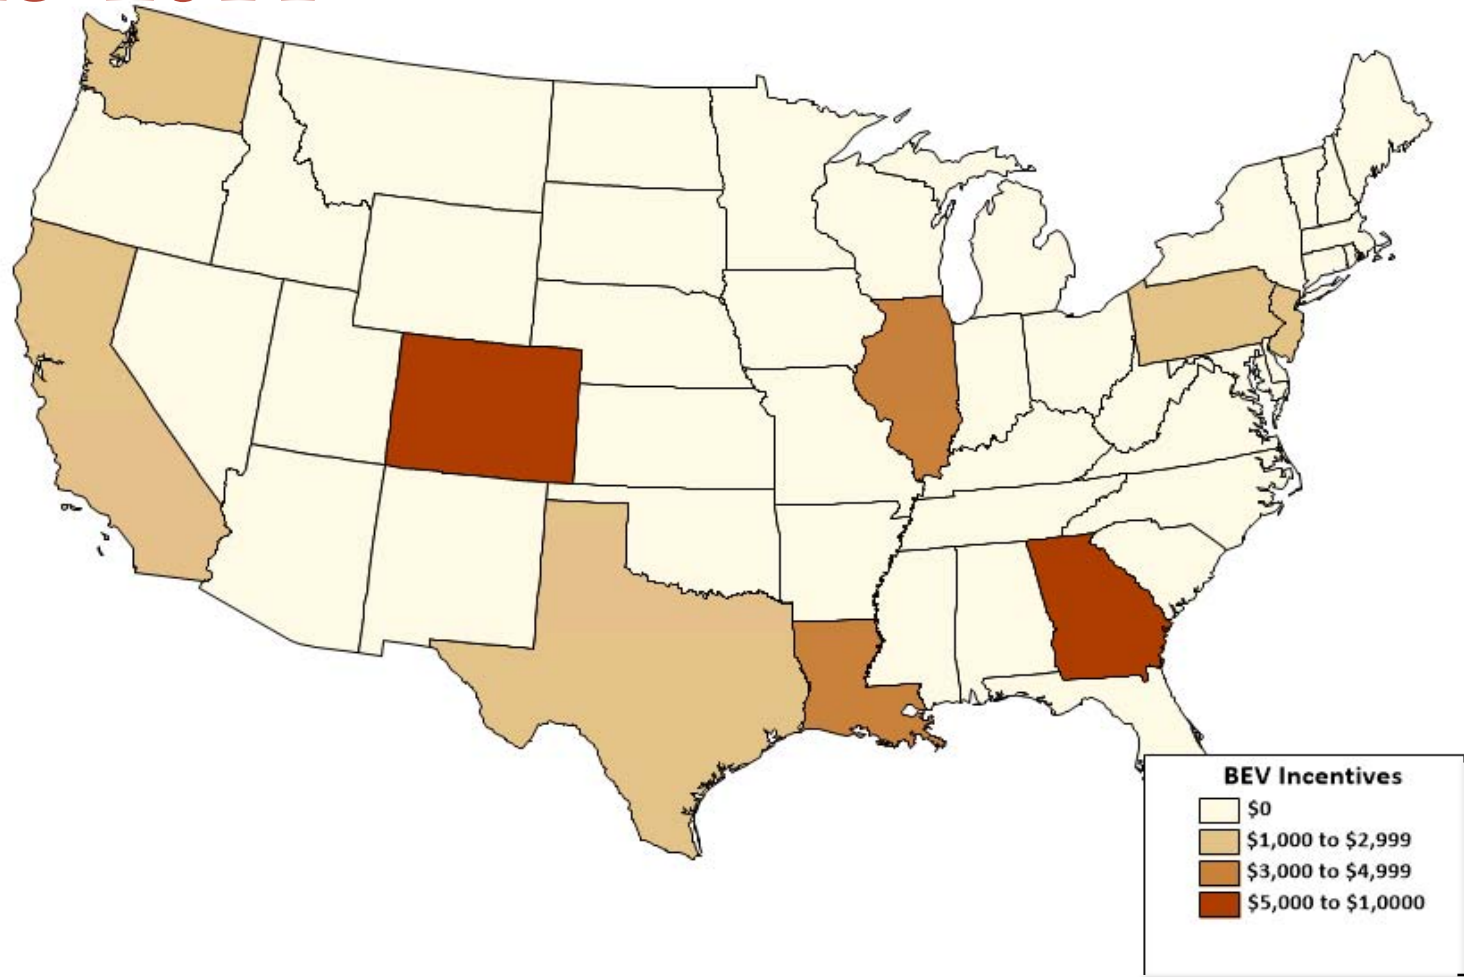 BEV Incentives
$0
$1,000 to $2,999
$3,000 to $4,999
$5,000 to $1,0000